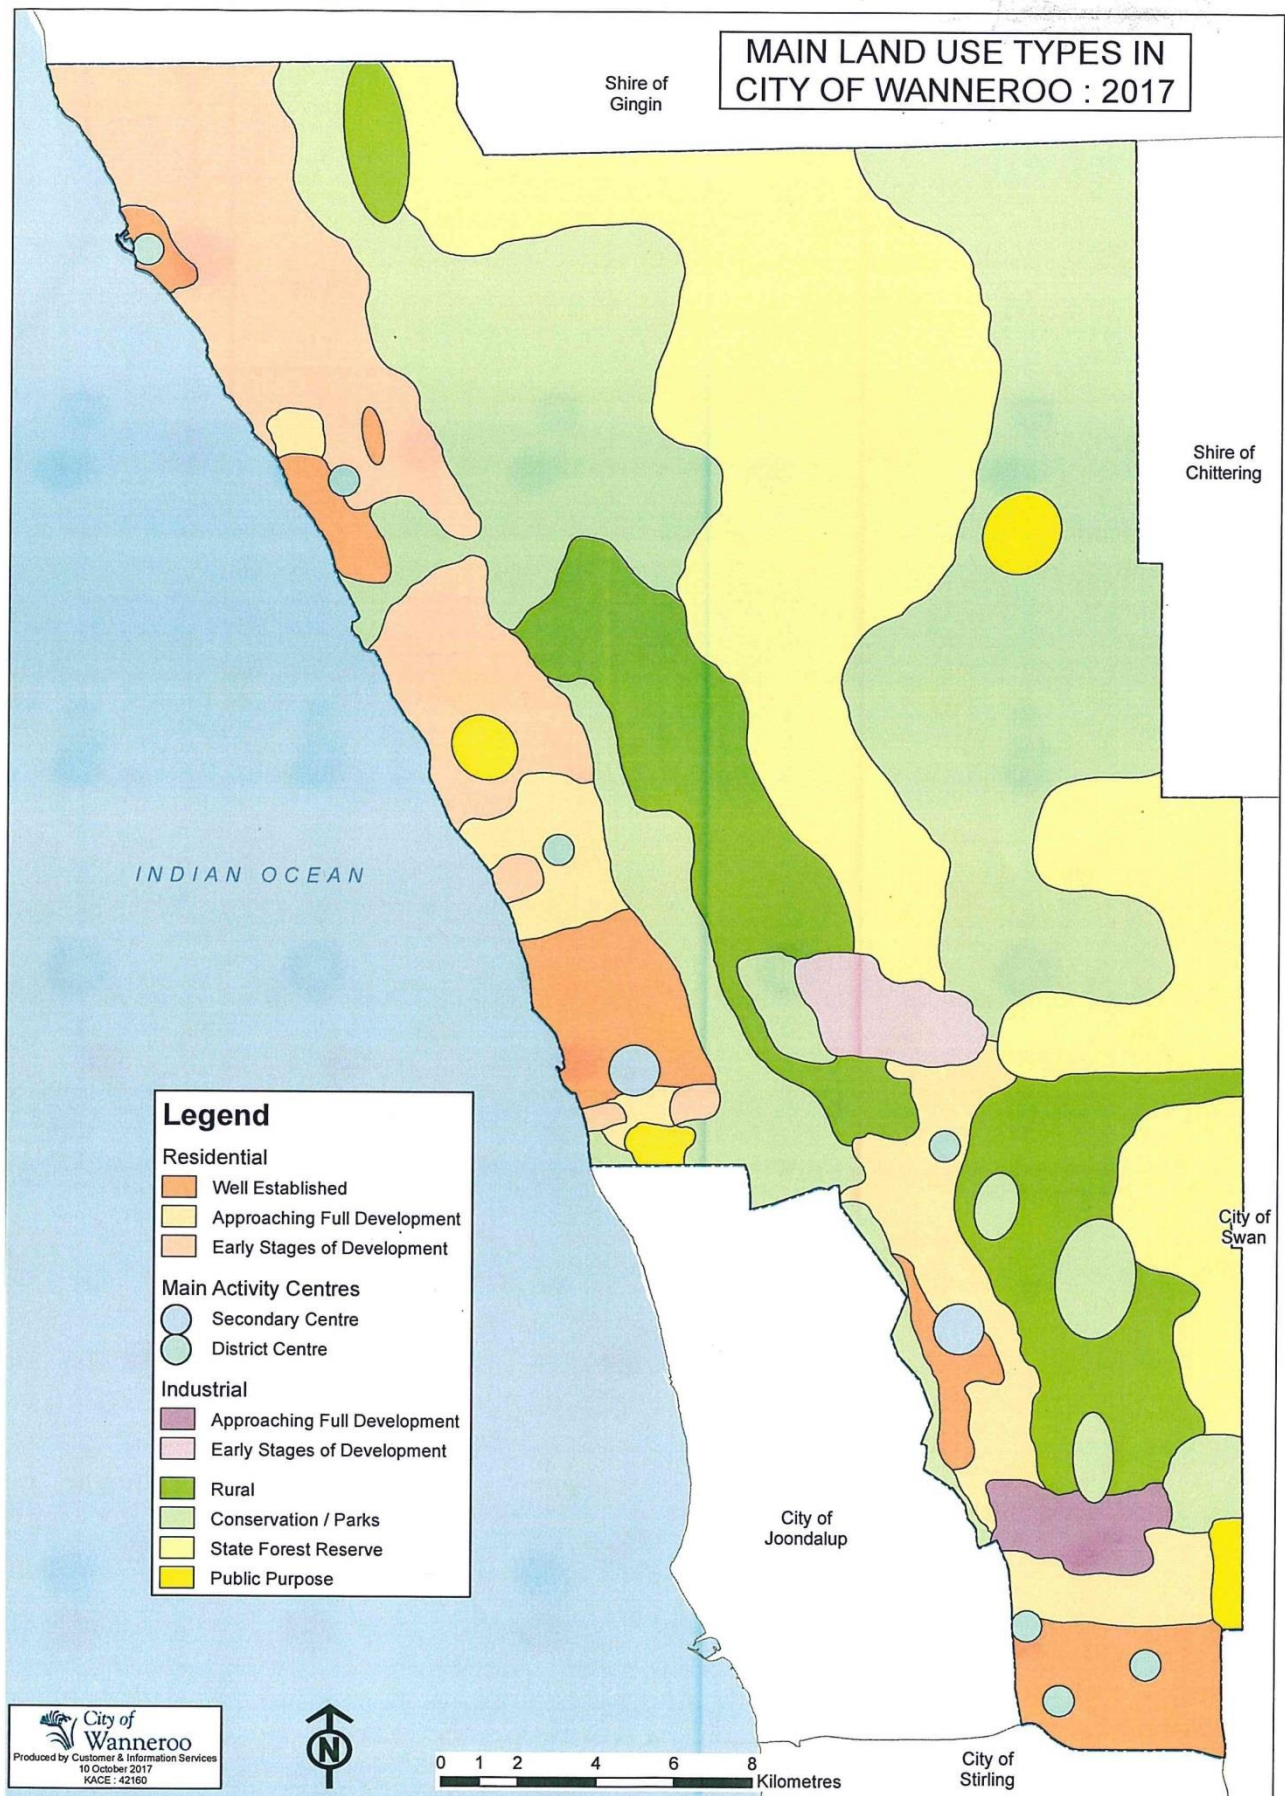 MAIN LAND USE TYPES IN
CITY OF WANNEROO : 2017
Shire of
Gingin
Shire of
Chittering
INDIAN OCEAN
Legend
Residential
Well Established
Approaching Full Development
Early Stages of Development
Main Activity Centres
Secondary Centre
District Centre
Industrial
Approaching Full Development
Early Stages of Development
Rural
Conservation / Parks
State Forest Reserve
Public Purpose
City of
Swan
City of
Joondalup
City of
Stirling
City of
Wanneroo
Produced by Customer & Information Services
10 October 2017
KACE : 42160
N
0 1 2 4 6 8
Kilometres